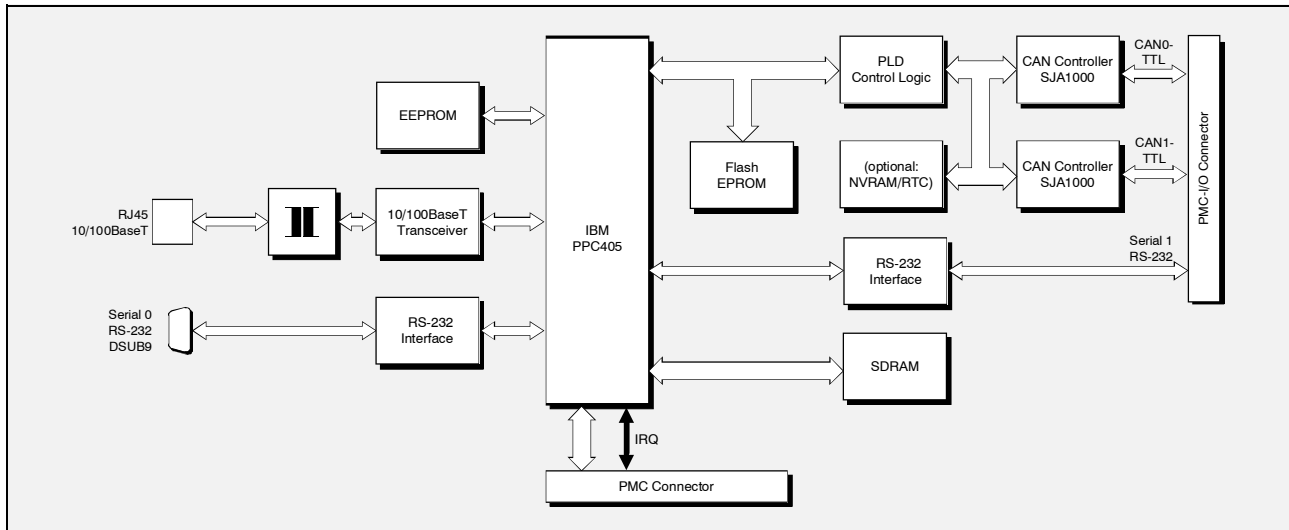 EEPROM
RJ45
10/100BaseT
10/100BaseT
Transceiver
Serial 0
RS-232
DSUB9
RS-232
Interface
IBM
PPC405
IRQ
PMC Connector
PLD
Control Logic
Flash
EPROM
(optional:
NVRAM/RTC)
CAN Controller
SJA1000
CAN Controller
SJA1000
CAN0-
TTL
CAN1-
TTL
RS-232
Interface
Serial 1
RS-232
SDRAM
PMC-I/O Connector